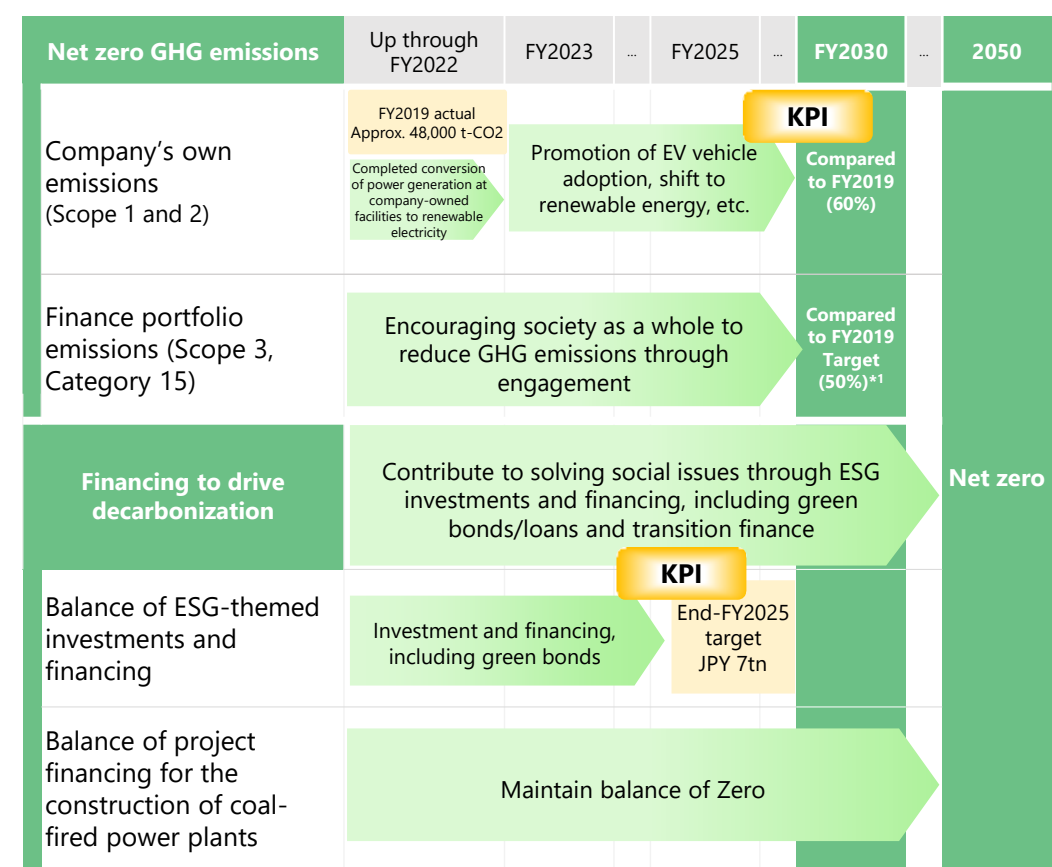 Net zero GHG emissions
Up through
FY2022
FY2023
...
FY2025
...
FY2030
...
2050
Company's own
emissions
(Scope 1 and 2)
FY2019 actual
Approx. 48,000 t-CO2
Completed conversion
of power generation at
company-owned
facilities to renewable
electricity
Promotion of EV vehicle
adoption, shift to
renewable energy, etc.
KPI
Compared
to FY2019
(60%)
Finance portfolio
emissions (Scope 3,
Category 15)
Encouraging society as a whole to
reduce GHG emissions through
engagement
Compared
to FY2019
Target
(50%)*1
Financing to drive
decarbonization
Contribute to solving social issues through ESG
investments and financing, including green
bonds/loans and transition finance
Net zero
Balance of ESG-themed
investments and
financing
Investment and financing,
including green bonds
KPI
End-FY2025
target
JPY 7tn
Balance of project
financing for the
construction of coal-
fired power plants
Maintain balance of Zero